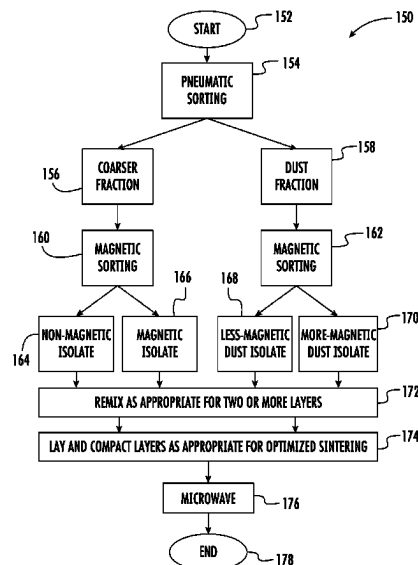 START
152
150
PNEUMATIC
SORTING
154
COARSER
FRACTION
156
DUST
FRACTION
158
MAGNETIC
SORTING
160
MAGNETIC
SORTING
162
NON-MAGNETIC
ISOLATE
164
MAGNETIC
ISOLATE
166
LESS-MAGNETIC
DUST ISOLATE
168
MORE-MAGNETIC
DUST ISOLATE
170
REMIX AS APPROPRIATE FOR TWO OR MORE LAYERS
172
LAY AND COMPACT LAYERS AS APPROPRIATE FOR OPTIMIZED SINTERING
174
MICROWAVE
176
END
178